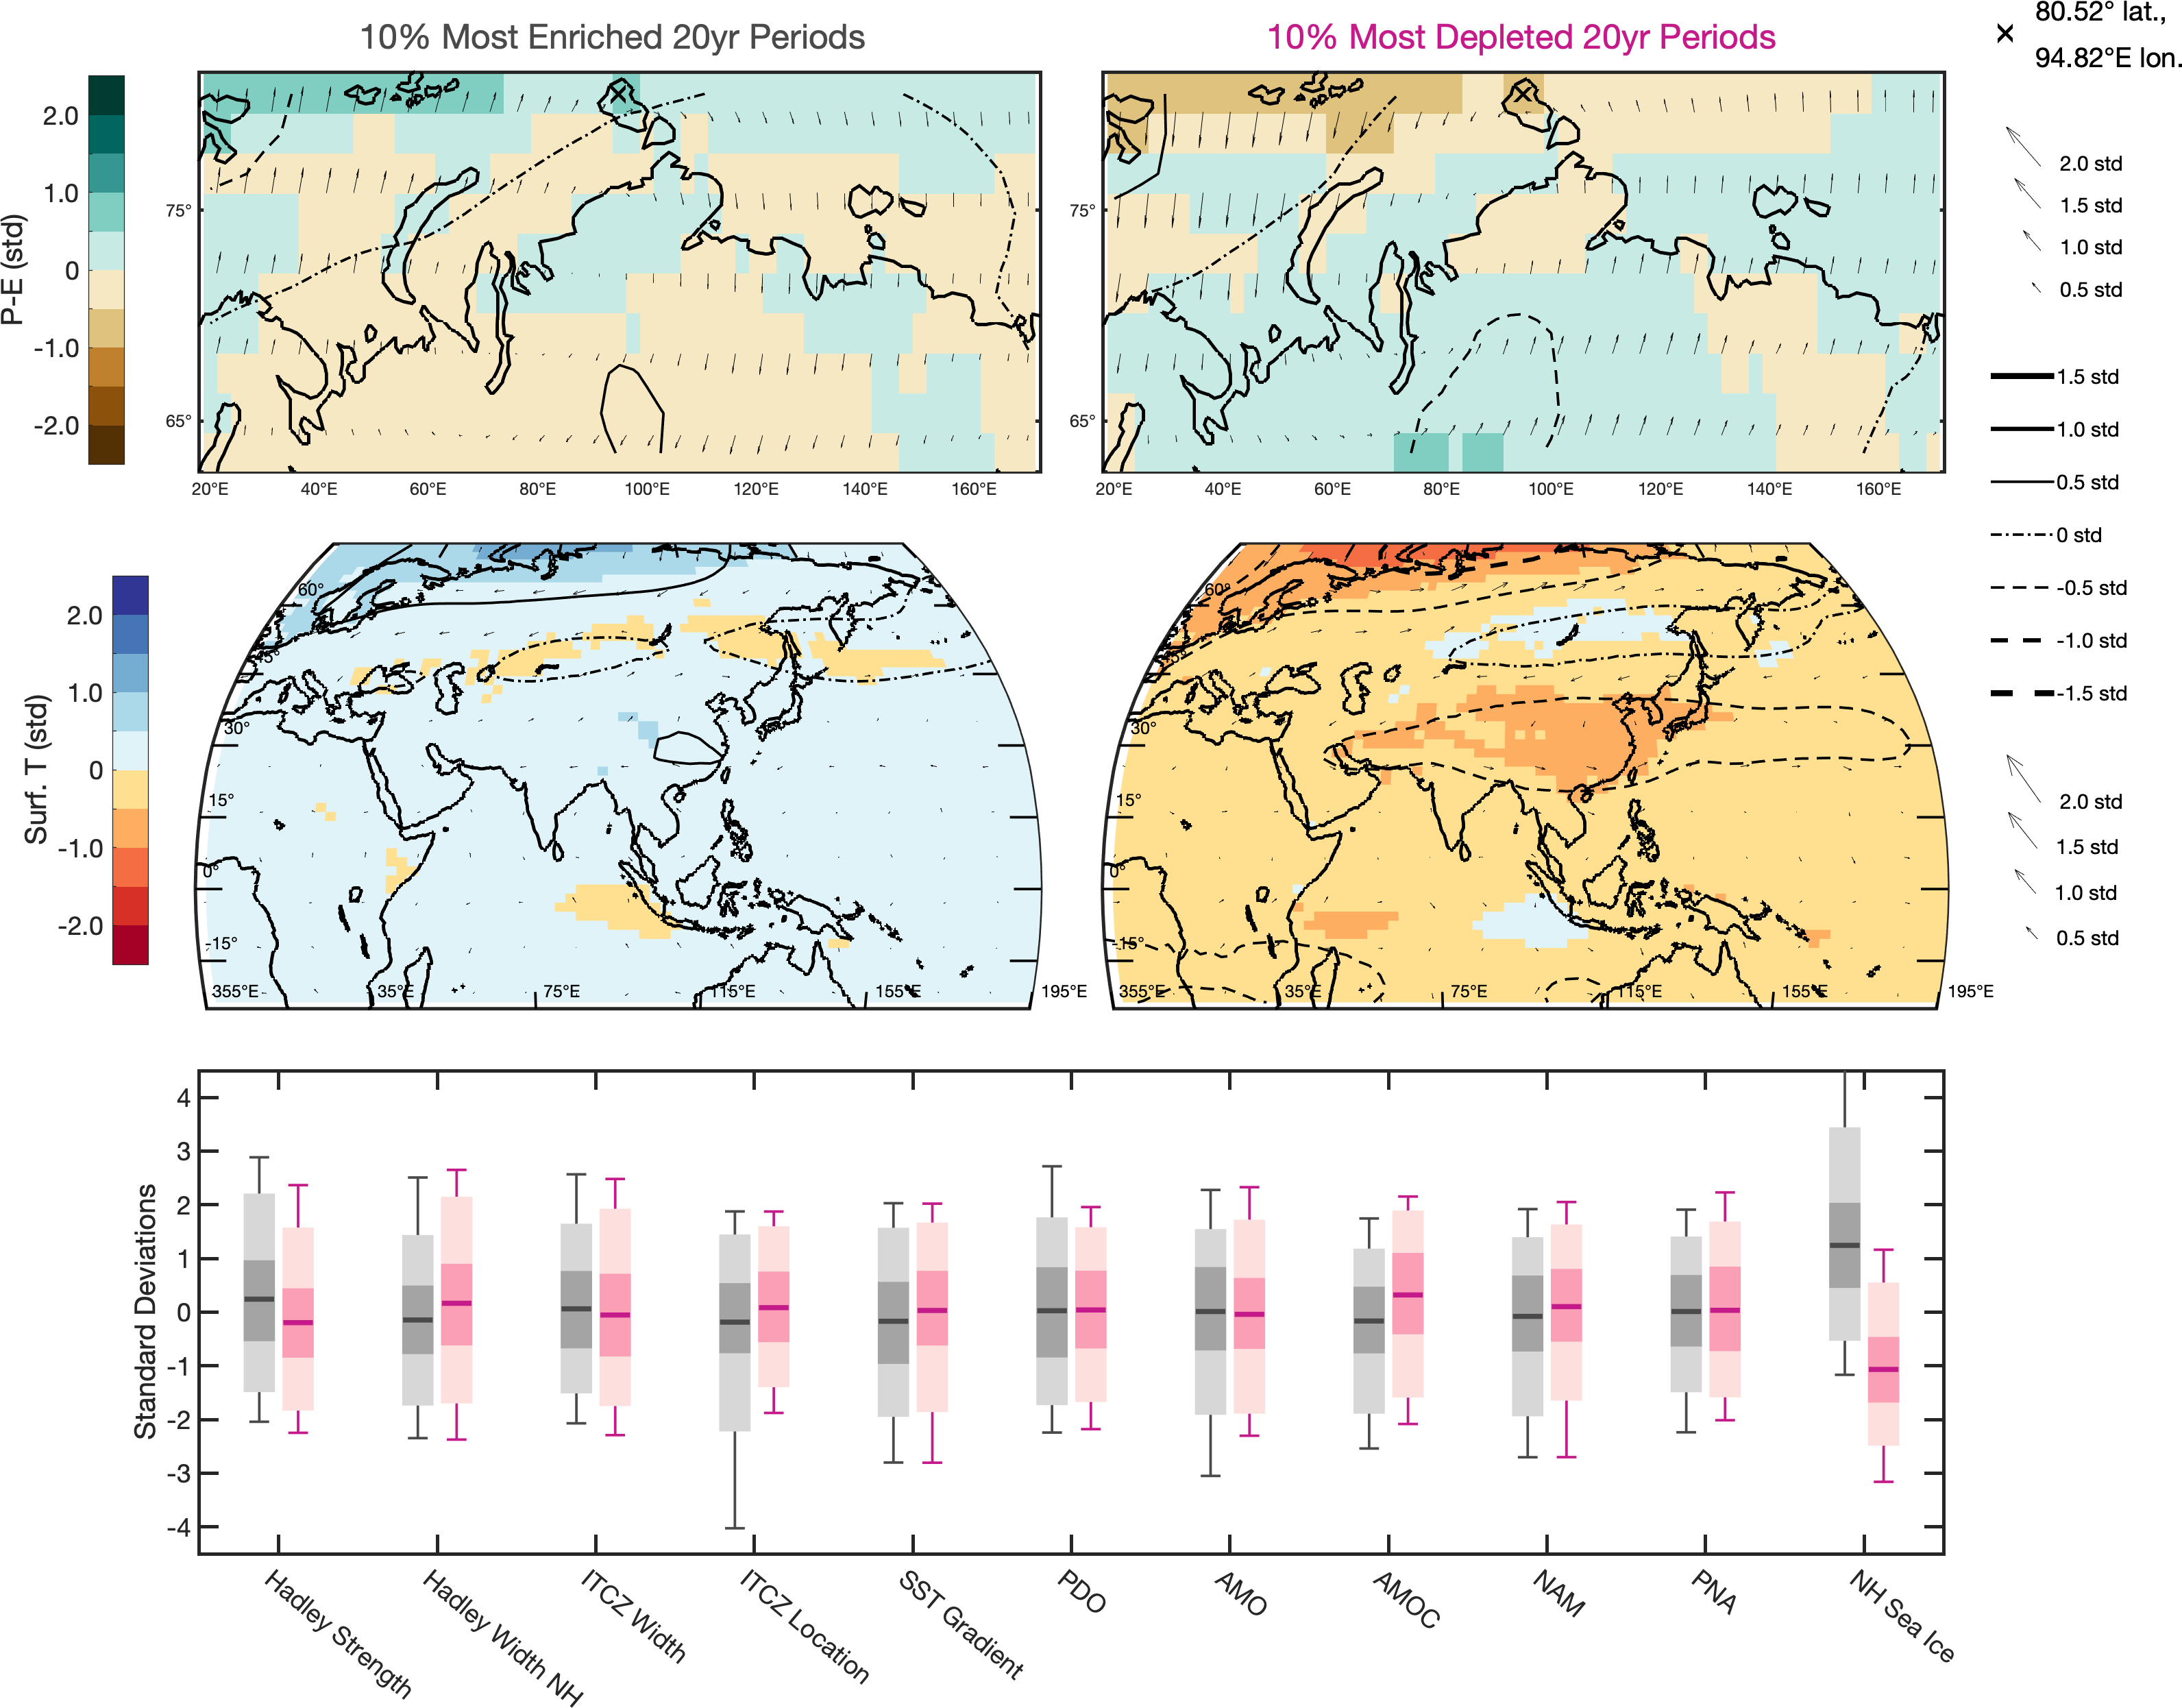 10% Most Enriched 20yr Periods
10% Most Depleted 20yr Periods
80.52° lat.,
94.82°E lon.
P-E (std)
2.0
1.0
0
-1.0
-2.0
75°
65°
20°E 40°E 60°E 80°E 100°E 120°E 140°E 160°E
75°
65°
20°E 40°E 60°E 80°E 100°E 120°E 140°E 160°E
2.0 std
1.5 std
1.0 std
0.5 std
1.5 std
1.0 std
0.5 std
0 std
-0.5 std
-1.0 std
-1.5 std
2.0 std
1.5 std
1.0 std
0.5 std
Surf. T (std)
2.0
1.0
0
-1.0
-2.0
60°
45°
30°
15°
0°
-15°
355°E 35°E 75°E 115°E 155°E 195°E
60°
45°
30°
15°
0°
-15°
355°E 35°E 75°E 115°E 155°E 195°E
Standard Deviations
4
3
2
1
0
-1
-2
-3
-4
Hadley Strength
Hadley Width NH
ITCZ Width
ITCZ Location
SST Gradient
PDO
AMO
AMOC
NAM
PNA
NH Sea Ice